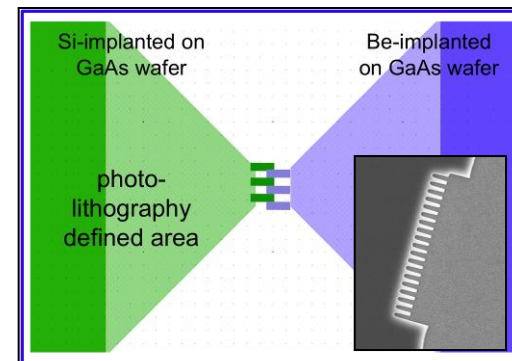 Si-implanted on
GaAs wafer
Be-implanted
on GaAs wafer
photo-
lithography
defined area